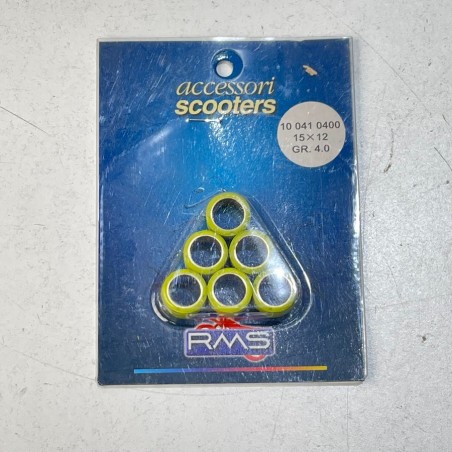 accessori
scooters
10 041 0400
15×12
GR. 4.0
RMS